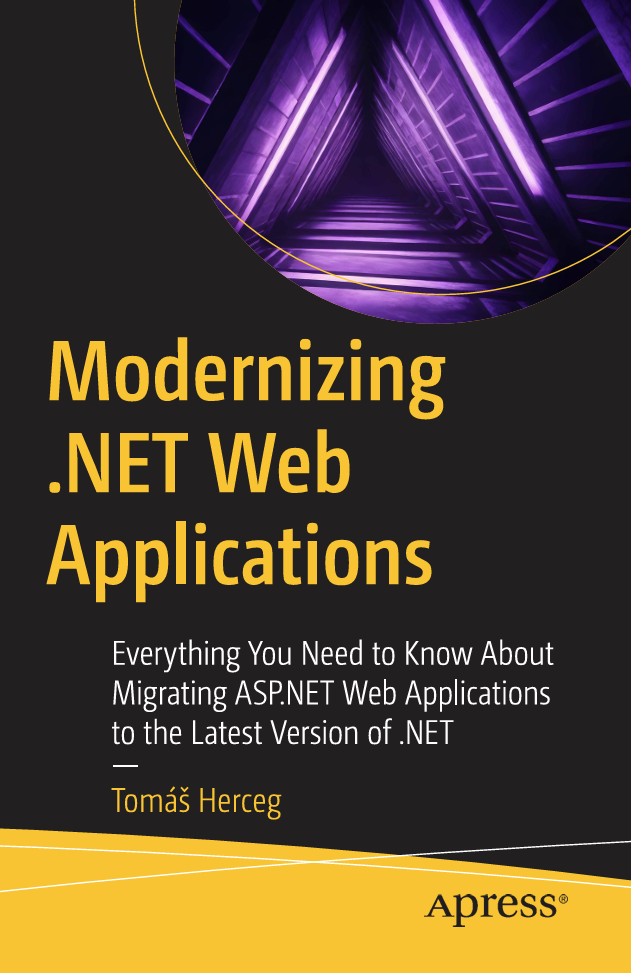 Modernizing
.NET Web
Applications
Everything You Need to Know About
Migrating ASP.NET Web Applications
to the Latest Version of .NET
Tomáš Herceg
Apress®